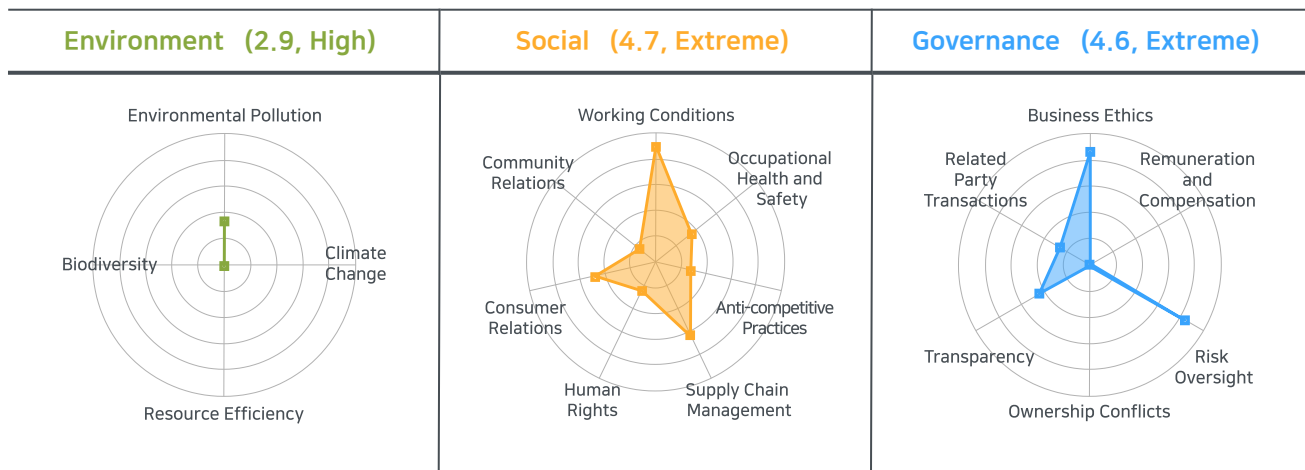 Environment (2.9, High)
Social (4.7, Extreme)
Governance (4.6, Extreme)
Environmental Pollution
Climate
Change
Resource Efficiency
Biodiversity
Working Conditions
Occupational
Health and
Safety
Anti-competitive
Practices
Supply Chain
Management
Human
Rights
Consumer
Relations
Community
Relations
Business Ethics
Remuneration
and
Compensation
Risk
Oversight
Ownership Conflicts
Transparency
Related
Party
Transactions